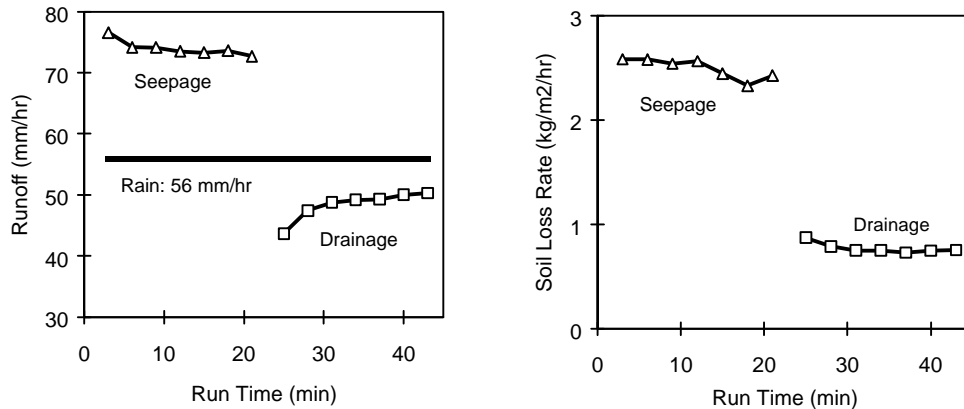 80
70
60
50
40
30
0
10
20
30
40
Runoff (mm/hr)
Run Time (min)
Seepage
Rain: 56 mm/hr
Drainage
3
2
1
0
0
10
20
30
40
Soil Loss Rate (kg/m2/hr)
Run Time (min)
Seepage
Drainage